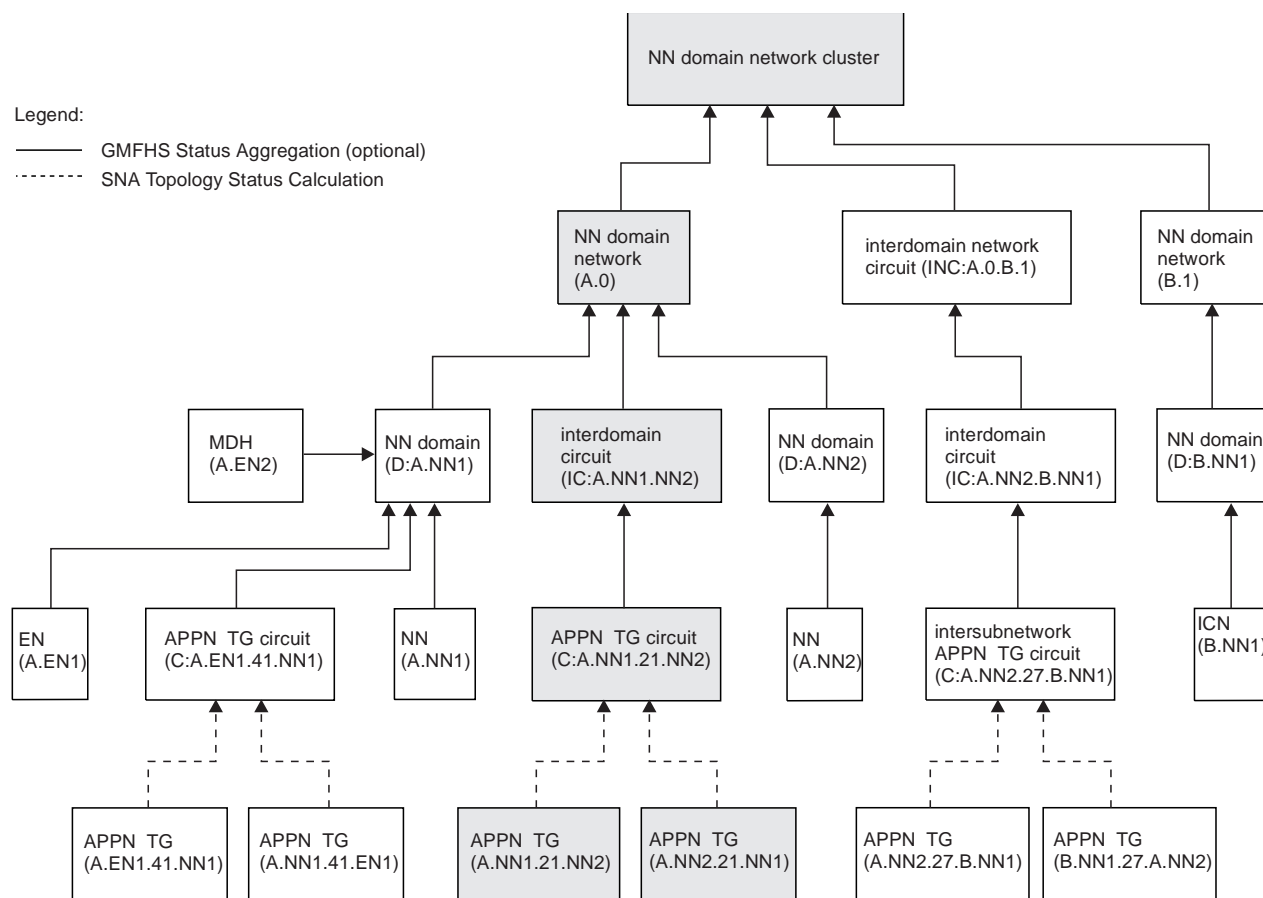 NN domain network cluster
Legend:
GMFHS Status Aggregation (optional)
SNA Topology Status Calculation
NN domain
network
(A.0)
interdomain network
circuit (INC:A.0.B.1)
NN domain
network
(B.1)
MDH
(A.EN2)
NN domain
(D:A.NN1)
interdomain
circuit
(IC:A.NN1.NN2)
NN domain
(D:A.NN2)
interdomain
circuit
(IC:A.NN2.B.NN1)
NN domain
(D:B.NN1)
EN
(A.EN1)
APPN TG circuit
(C:A.EN1.41.NN1)
NN
(A.NN1)
APPN TG circuit
(C:A.NN1.21.NN2)
NN
(A.NN2)
intersubnetwork
APPN TG circuit
(C:A.NN2.27.B.NN1)
ICN
(B.NN1)
APPN TG
(A.EN1.41.NN1)
APPN TG
(A.NN1.41.EN1)
APPN TG
(A.NN1.21.NN2)
APPN TG
(A.NN2.21.NN1)
APPN TG
(A.NN2.27.B.NN1)
APPN TG
(B.NN1.27.A.NN2)